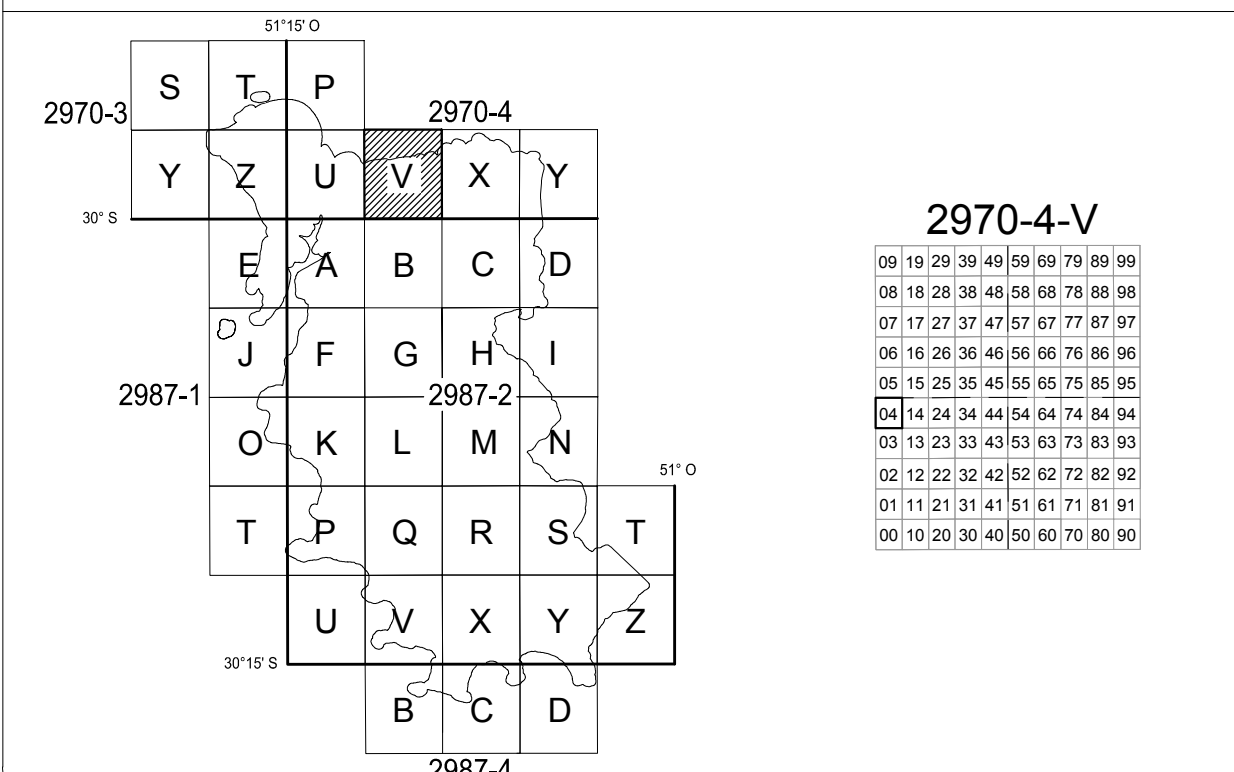 51°15' O
S T P
2970-3 2970-4
Y Z U V X Y
30° S
E A B C D
J F G H I
2987-1 2987-2
O K L M N
51° O
T P Q R S T
U V X Y Z
30°15' S
B C D
2987-4
2970-4-V
09 19 29 39 49 59 69 79 89 99
08 18 28 38 48 58 68 78 88 98
07 17 27 37 47 57 67 77 87 97
06 16 26 36 46 56 66 76 86 96
05 15 25 35 45 55 65 75 85 95
04 14 24 34 44 54 64 74 84 94
03 13 23 33 43 53 63 73 83 93
02 12 22 32 42 52 62 72 82 92
01 11 21 31 41 51 61 71 81 91
00 10 20 30 40 50 60 70 80 90